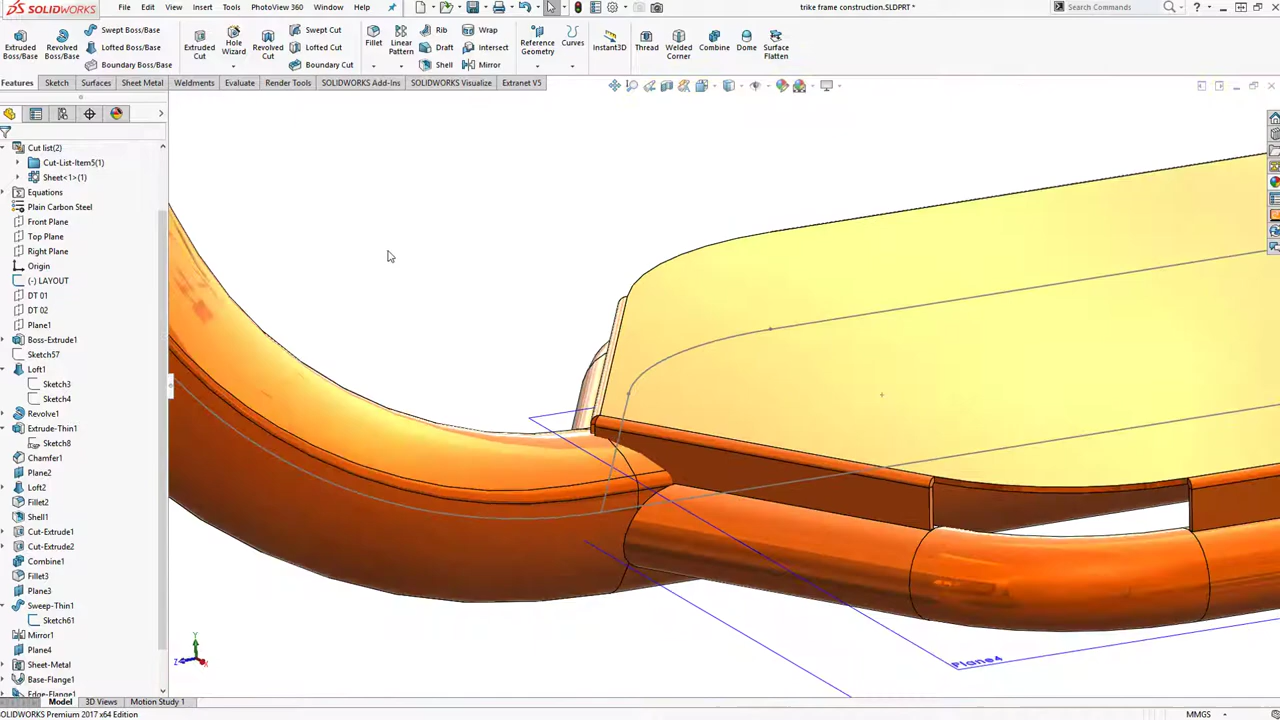 SOLIDWORKS File Edit View Insert Tools PhotoView 360 Window Help trike frame construction.SLDPRT * Search Commands
Extruded Boss/Base Revolved Boss/Base Swept Boss/Base Lofted Boss/Base Boundary Boss/Base Extruded Cut Hole Wizard Revolved Cut Swept Cut Lofted Cut Boundary Cut Fillet Linear Pattern Rib Draft Shell Wrap Intersect Mirror Reference Geometry Curves Instant3D Thread Welded Corner Combine Dome Surface Flatten
Features Sketch Surfaces Sheet Metal Weldments Evaluate Render Tools SOLIDWORKS Add-Ins SOLIDWORKS Visualize Extranet V5
Cut list(2)
Cut-List-Item5(1)
Sheet<1>(1)
Equations
Plain Carbon Steel
Front Plane
Top Plane
Right Plane
Origin
(-) LAYOUT
DT 01
DT 02
Plane1
Boss-Extrude1
Sketch57
Loft1
Sketch3
Sketch4
Revolve1
Extrude-Thin1
Sketch8
Chamfer1
Plane2
Loft2
Fillet2
Shell1
Cut-Extrude1
Cut-Extrude2
Combine1
Fillet3
Plane3
Sweep-Thin1
Sketch61
Mirror1
Plane4
Sheet-Metal
Base-Flange1
Edge-Flange1
Y
Z
X
Plane4
Model 3D Views Motion Study 1
SOLIDWORKS Premium 2017 x64 Edition MMGS